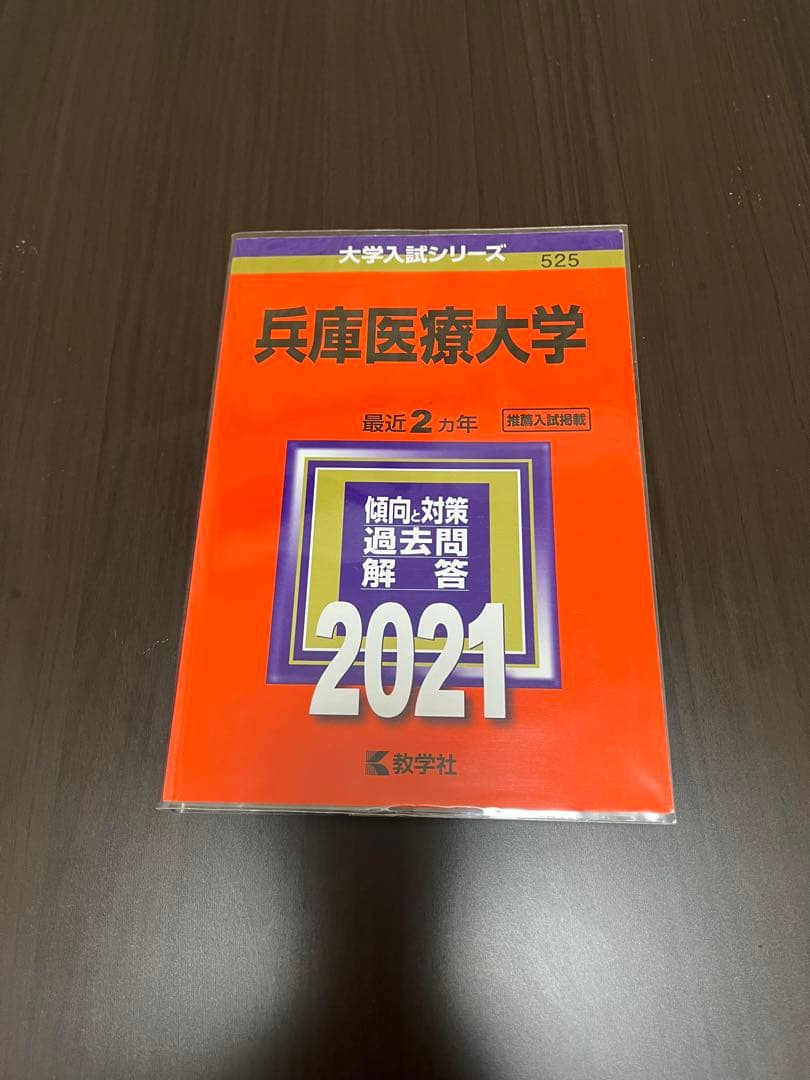 大学入試シリーズ
525
兵庫医療大学
最近2カ年
推薦入試掲載
傾向と対策
過去問
解答
2021
教学社